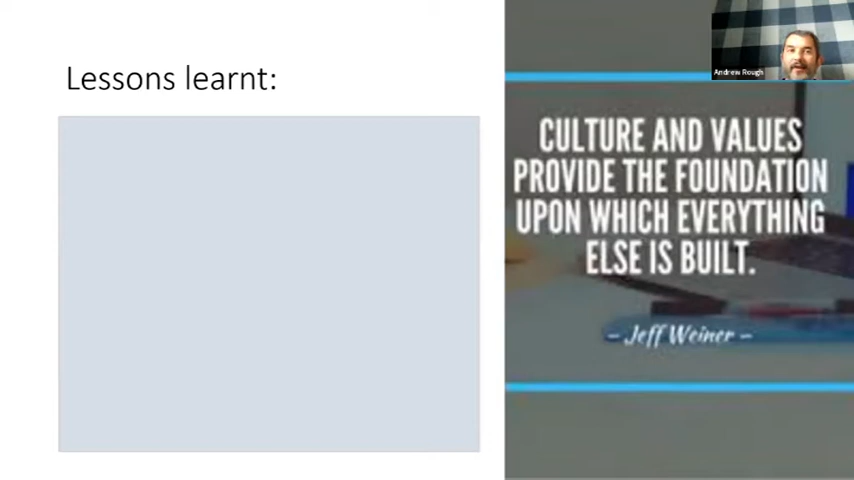 Lessons learnt:
CULTURE AND VALUES
PROVIDE THE FOUNDATION
UPON WHICH EVERYTHING
ELSE IS BUILT.
– Jeff Weiner –
Andrew Rough